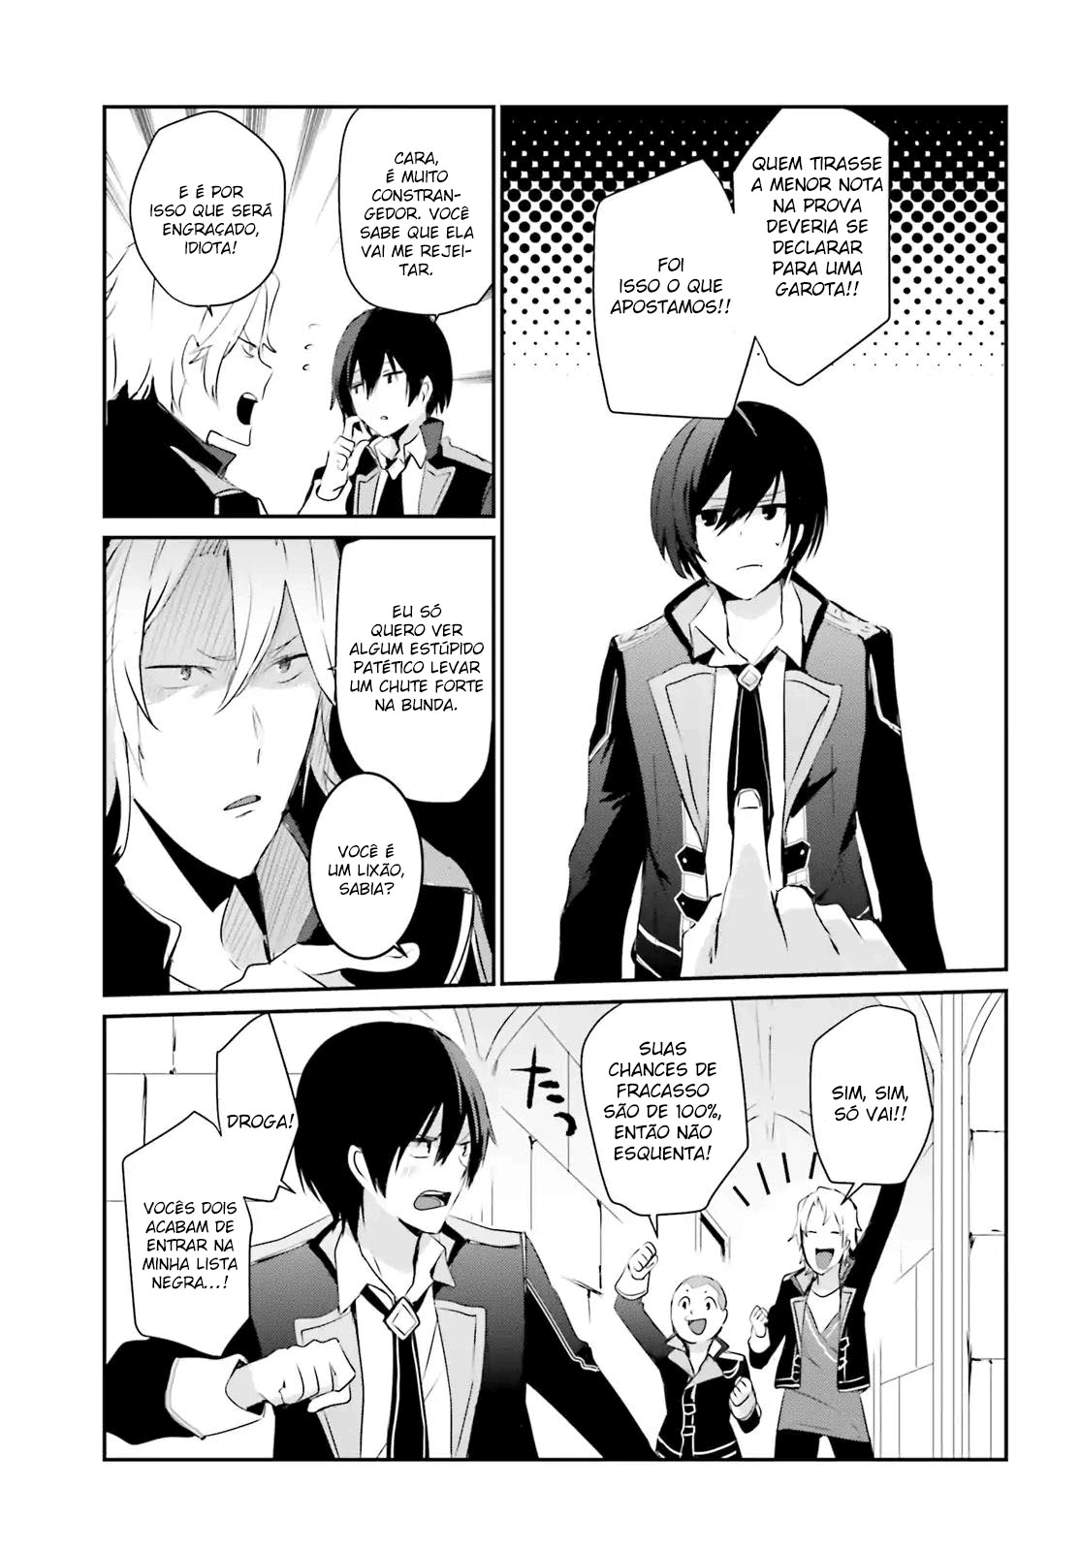 QUEM TIRASSE
A MENOR NOTA
NA PROVA
DEVERIA SE
DECLARAR
PARA UMA
GAROTA!!
FOI
ISSO O QUE
APOSTAMOS!!
CARA,
É MUITO
CONSTRAN-
GEDOR. VOCÊ
SABE QUE ELA
VAI ME REJEI-
TAR.
E É POR
ISSO QUE SERÁ
ENGRAÇADO,
IDIOTA!
EU SÓ
QUERO VER
ALGUM ESTÚPIDO
PATÉTICO LEVAR
UM CHUTE FORTE
NA BUNDA.
VOCÊ É
UM LIXÃO,
SABIA?
SIM, SIM,
SÓ VAI!!
SUAS
CHANCES DE
FRACASSO
SÃO DE 100%,
ENTÃO NÃO
ESQUENTA!
たっ
DROGA!
VOCÊS DOIS
ACABAM DE
ENTRAR NA
MINHA LISTA
NEGRA...!